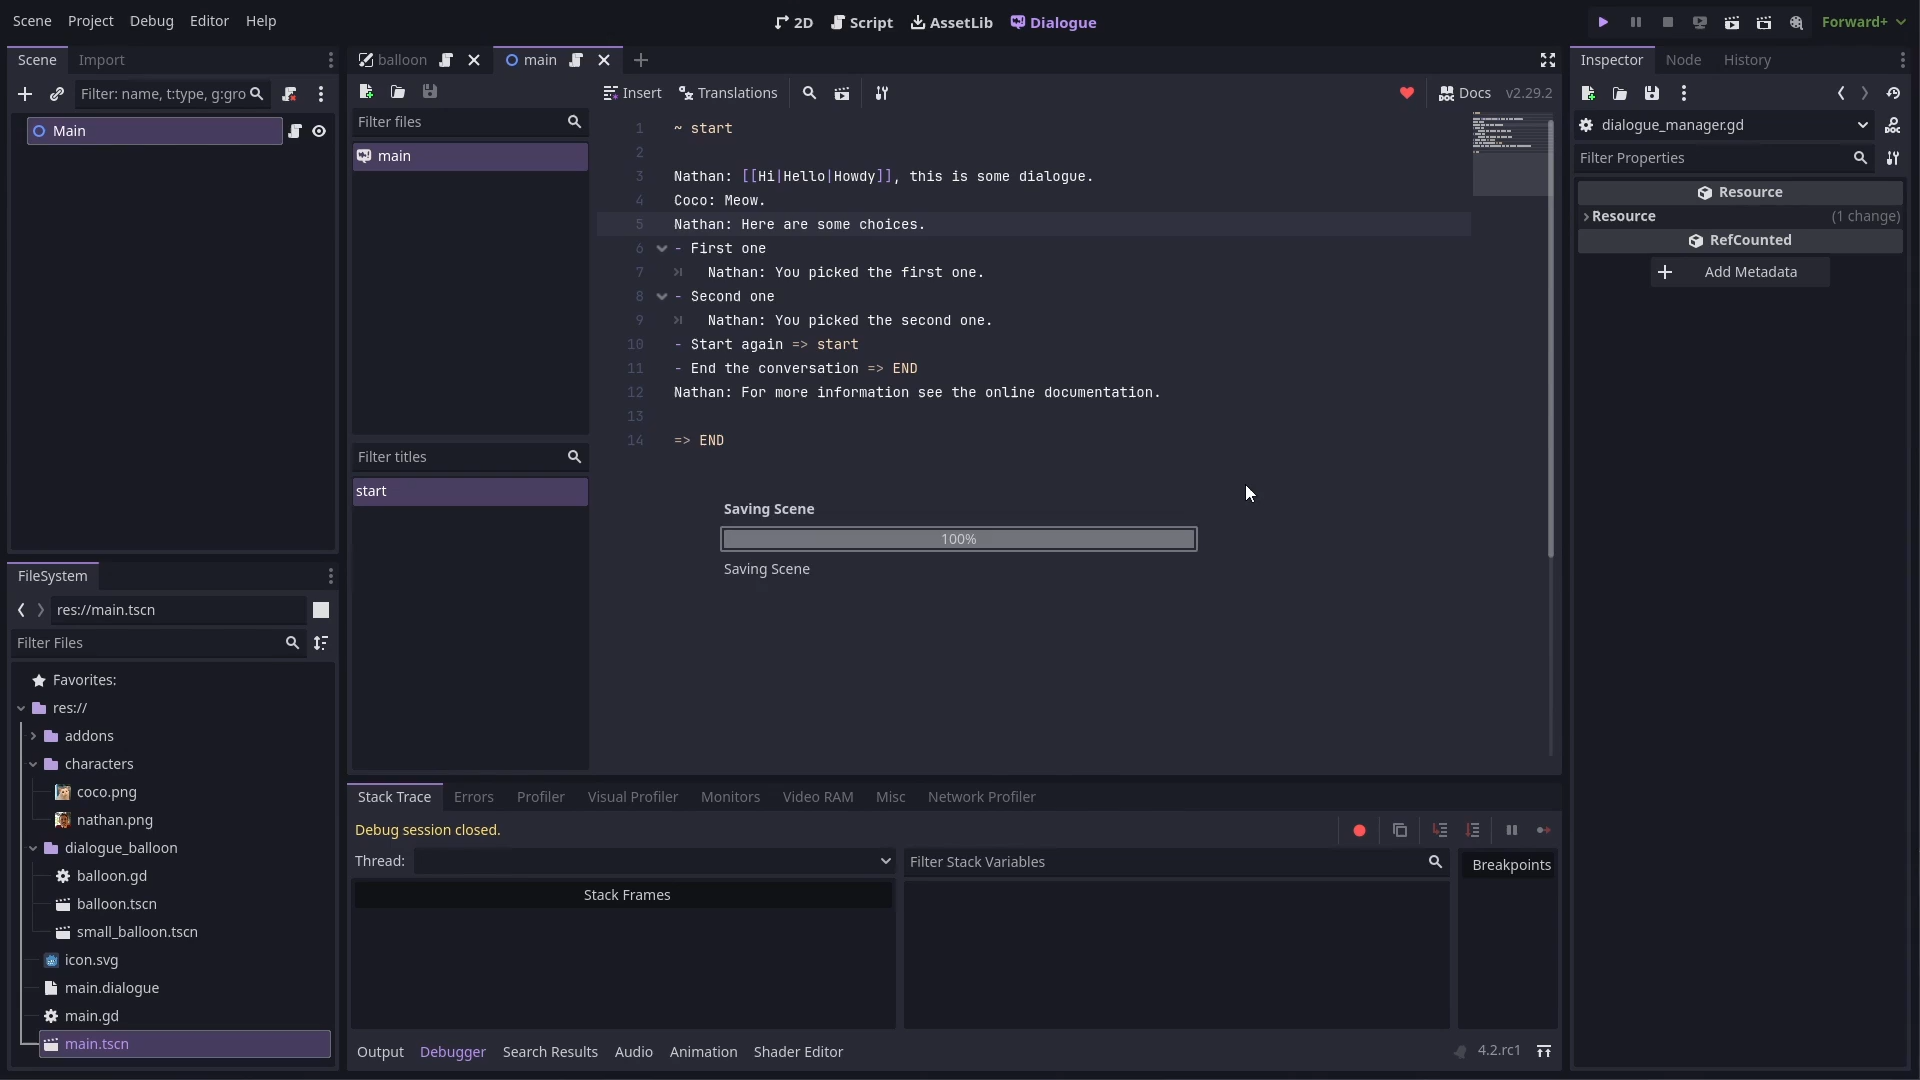 Scene Project Debug Editor Help
2D Script AssetLib Dialogue
Forward+
Scene Import
Filter: name, t:type, g:gro
Main
balloon main
Filter files
main
Filter titles
start
Insert Translations
Docs v2.29.2
1 ~ start
2
3 Nathan: [[Hi|Hello|Howdy]], this is some dialogue.
4 Coco: Meow.
5 Nathan: Here are some choices.
6 - First one
7 Nathan: You picked the first one.
8 - Second one
9 Nathan: You picked the second one.
10 - Start again => start
11 - End the conversation => END
12 Nathan: For more information see the online documentation.
13
14 => END
Saving Scene
100%
Saving Scene
Inspector Node History
dialogue_manager.gd
Filter Properties
Resource
Resource (1 change)
RefCounted
Add Metadata
FileSystem
res://main.tscn
Filter Files
Favorites:
res://
addons
characters
coco.png
nathan.png
dialogue_balloon
balloon.gd
balloon.tscn
small_balloon.tscn
icon.svg
main.dialogue
main.gd
main.tscn
Stack Trace Errors Profiler Visual Profiler Monitors Video RAM Misc Network Profiler
Debug session closed.
Thread:
Filter Stack Variables
Breakpoints
Stack Frames
Output Debugger Search Results Audio Animation Shader Editor
4.2.rc1